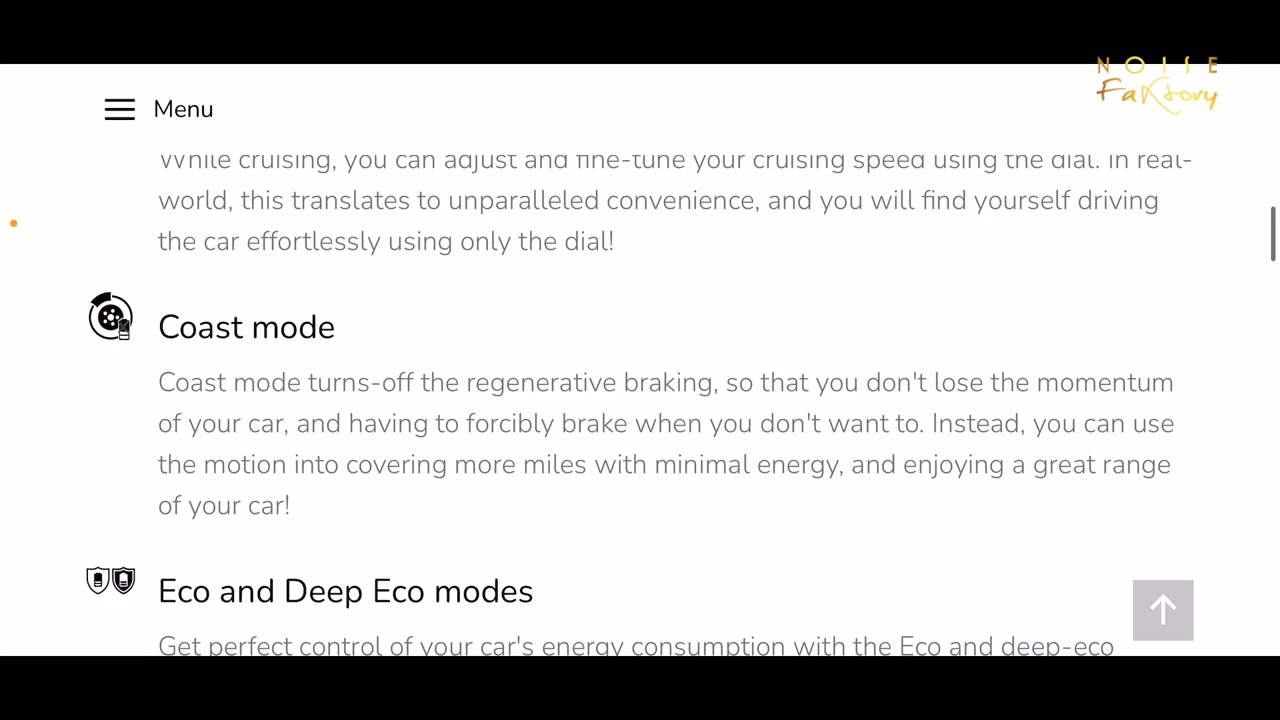 NOISE
Faktory
Menu
While cruising, you can adjust and fine-tune your cruising speed using the dial. In real-
world, this translates to unparalleled convenience, and you will find yourself driving
the car effortlessly using only the dial!
Coast mode
Coast mode turns-off the regenerative braking, so that you don't lose the momentum
of your car, and having to forcibly brake when you don't want to. Instead, you can use
the motion into covering more miles with minimal energy, and enjoying a great range
of your car!
Eco and Deep Eco modes
Get perfect control of your car's energy consumption with the Eco and deep-eco